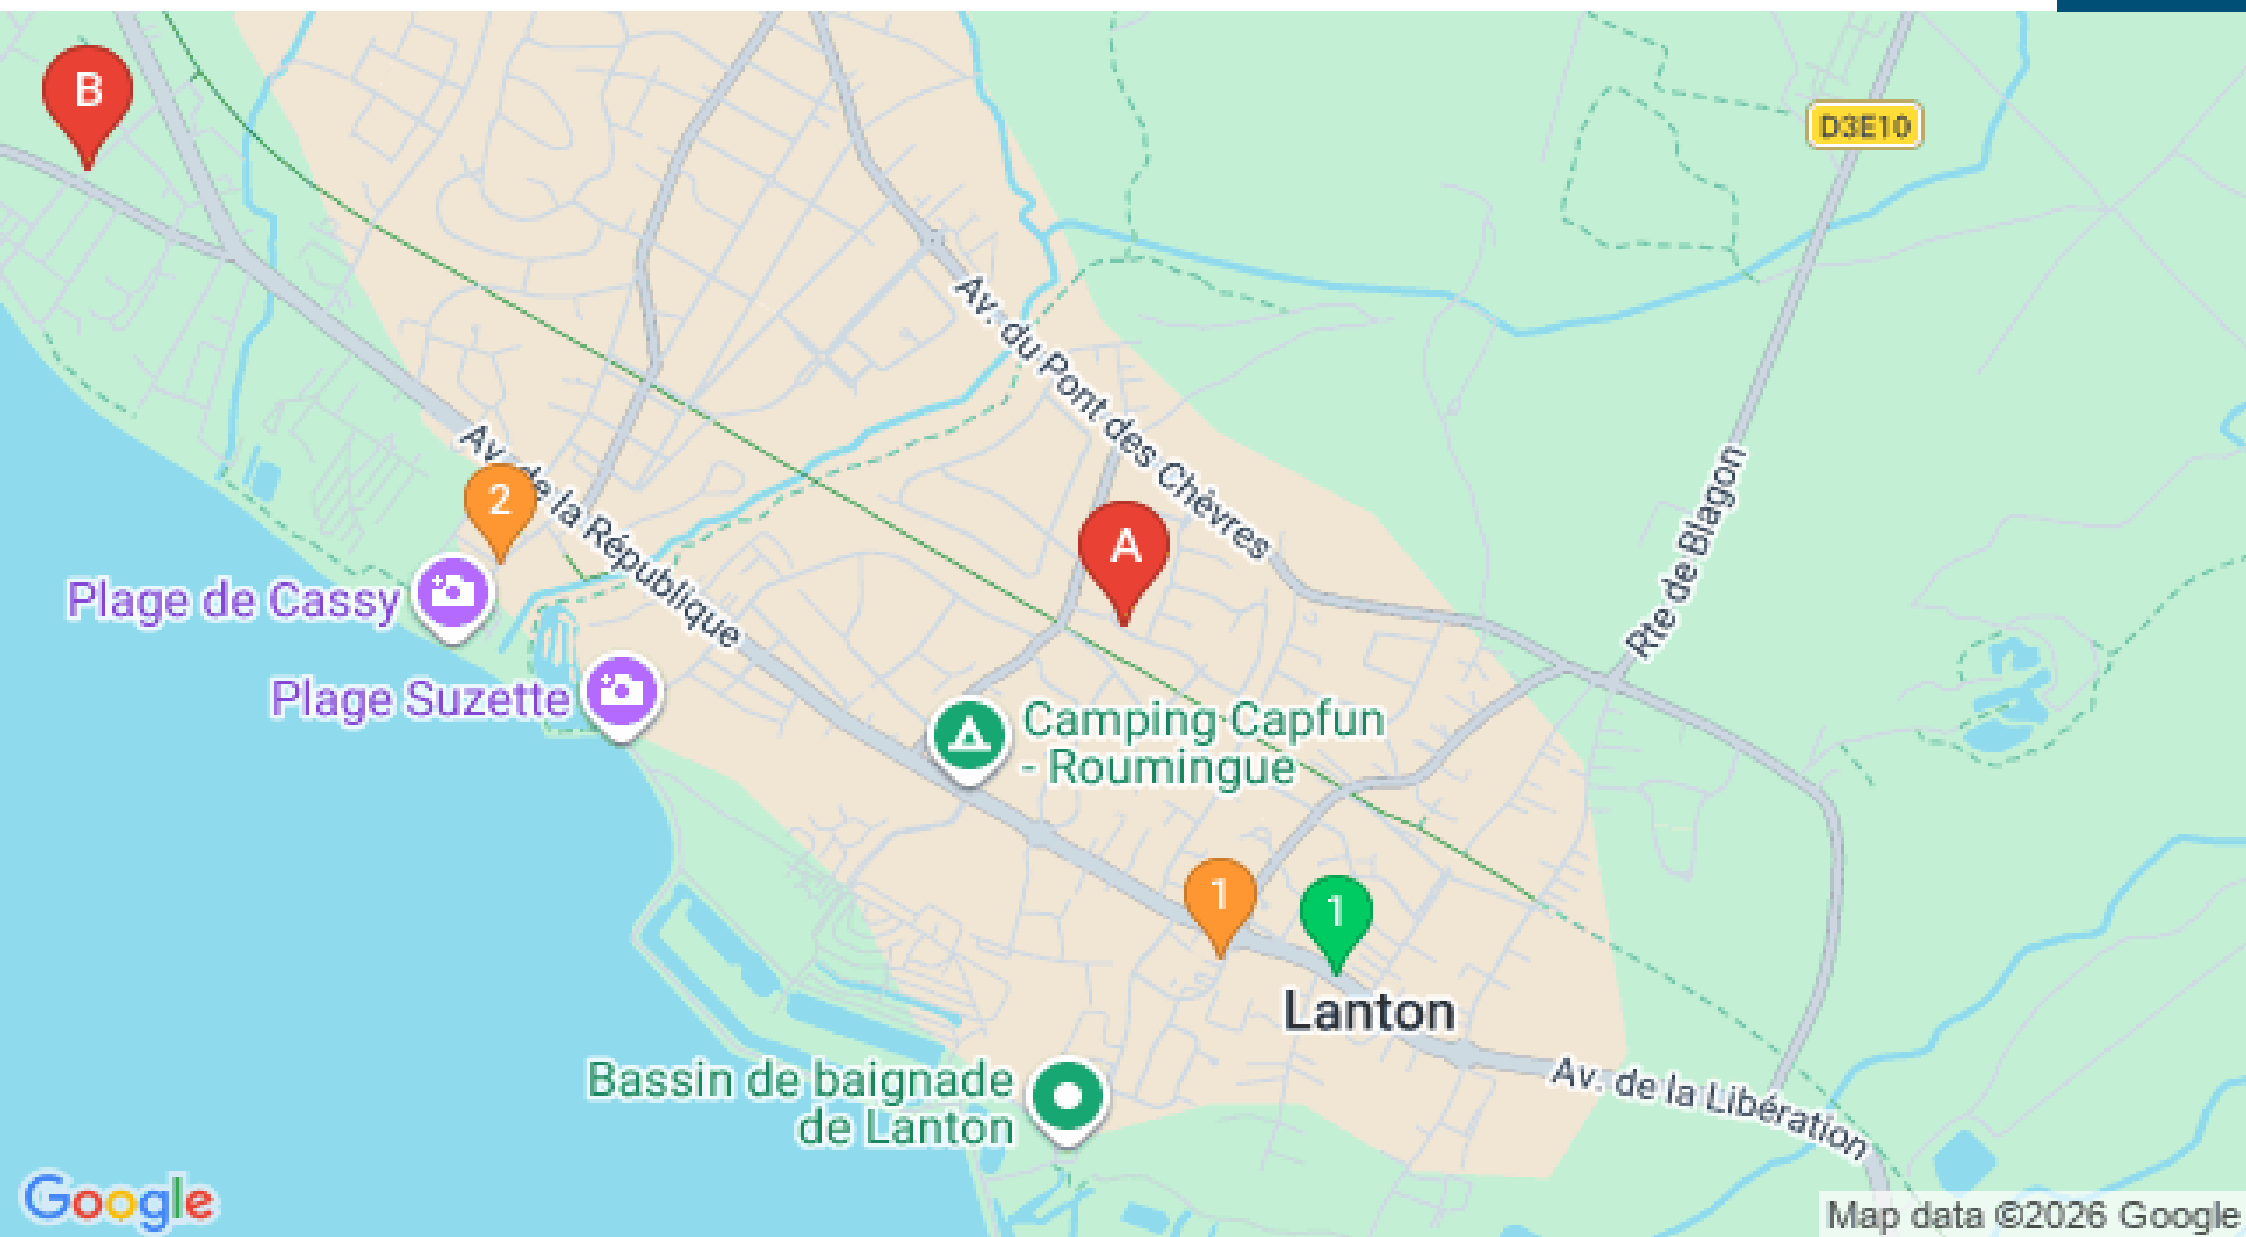 B
D3E10
Av. du Pont des Chèvres
Av. de la République
2
A
Rte de Blagon
Plage de Cassy
Plage Suzette
Camping Capfun
- Roumingue
1
1
Lanton
Bassin de baignade
de Lanton
Av. de la Libération
Google
Map data ©2026 Google